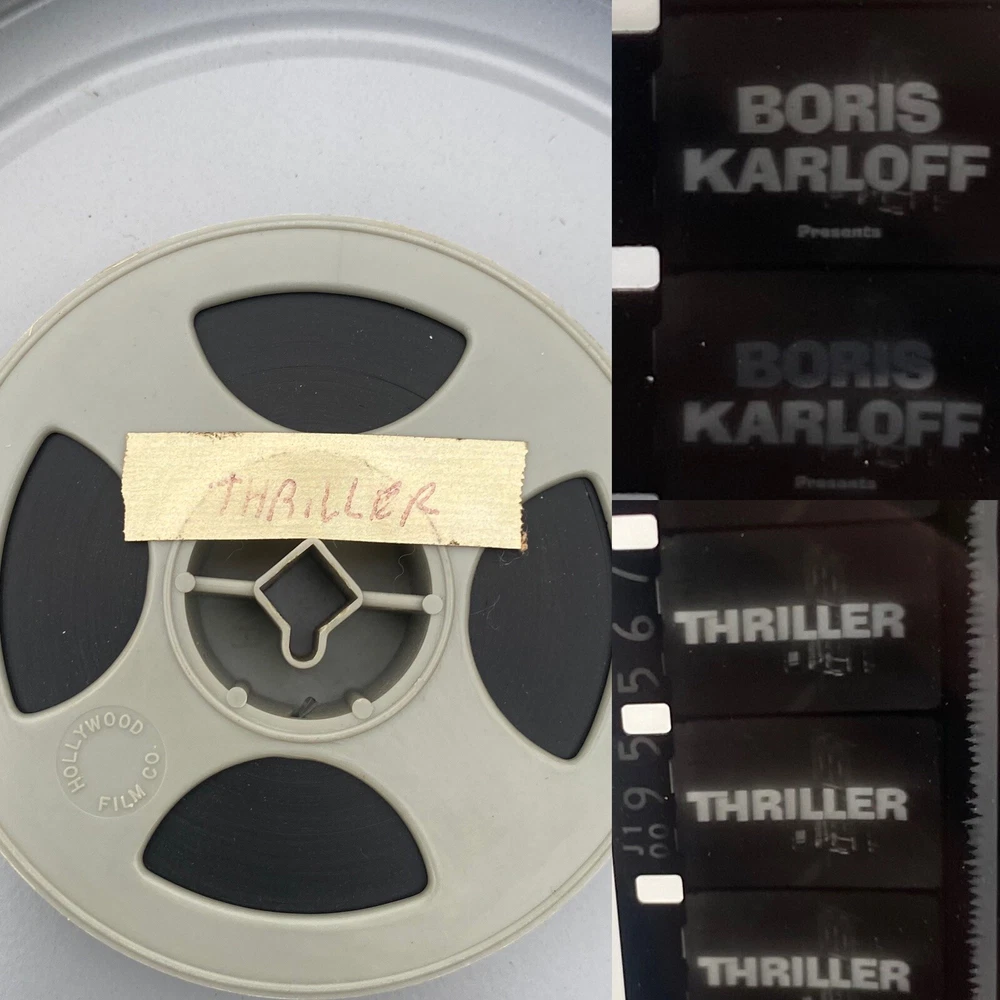 THRILLER
HOLLYWOOD
FILM CO.
BORIS
KARLOFF
Presents
BORIS
KARLOFF
Presents
THRILLER
THRILLER
THRILLER